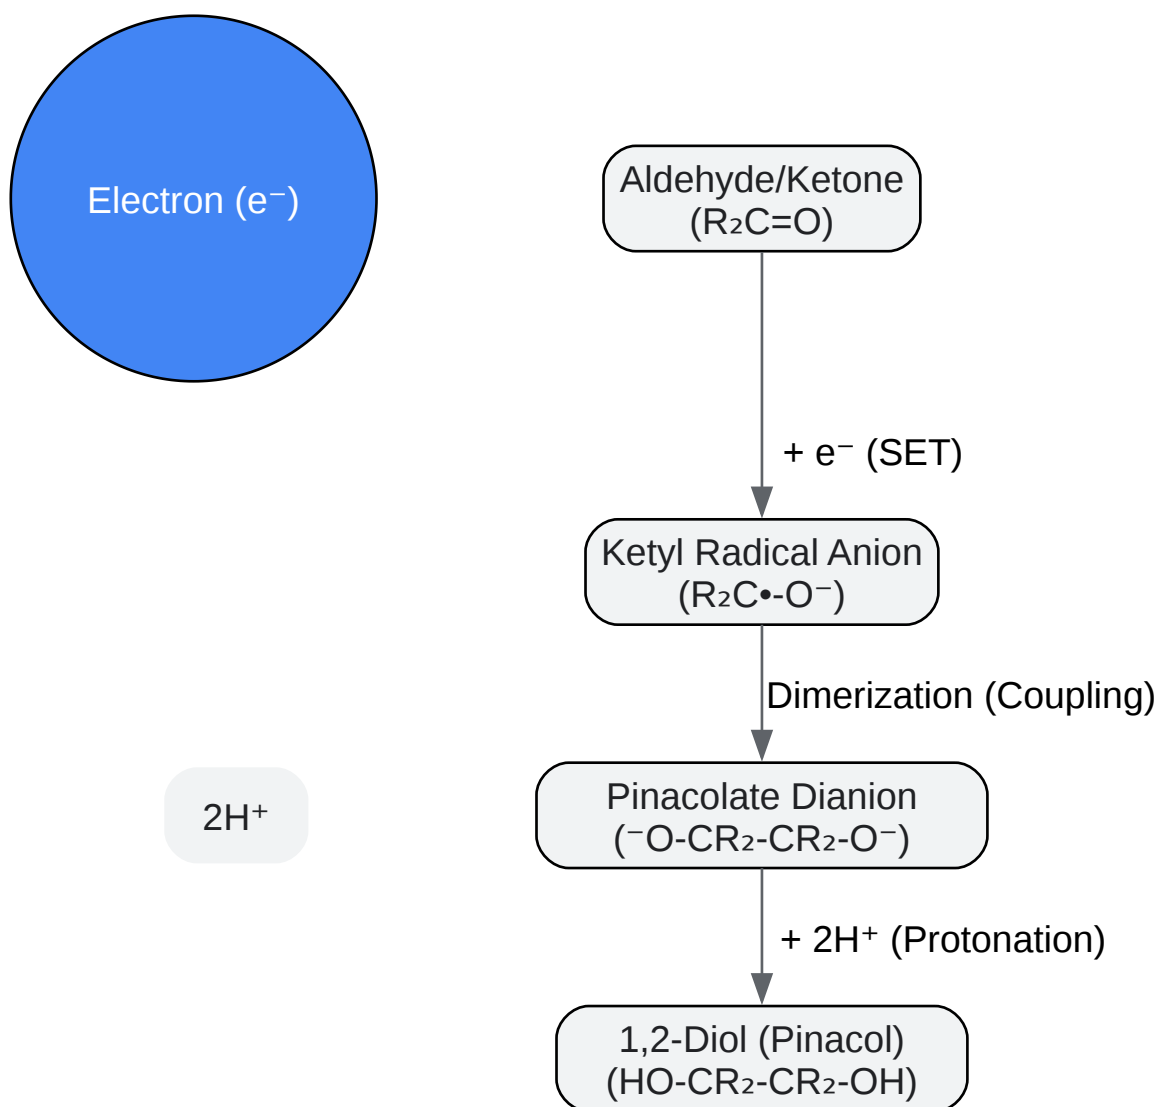 Electron (e⁻)
Aldehyde/Ketone
(R₂C=O)
+ e⁻ (SET)
Ketyl Radical Anion
(R₂C•-O⁻)
Dimerization (Coupling)
2H⁺
Pinacolate Dianion
(⁻O-CR₂-CR₂-O⁻)
+ 2H⁺ (Protonation)
1,2-Diol (Pinacol)
(HO-CR₂-CR₂-OH)